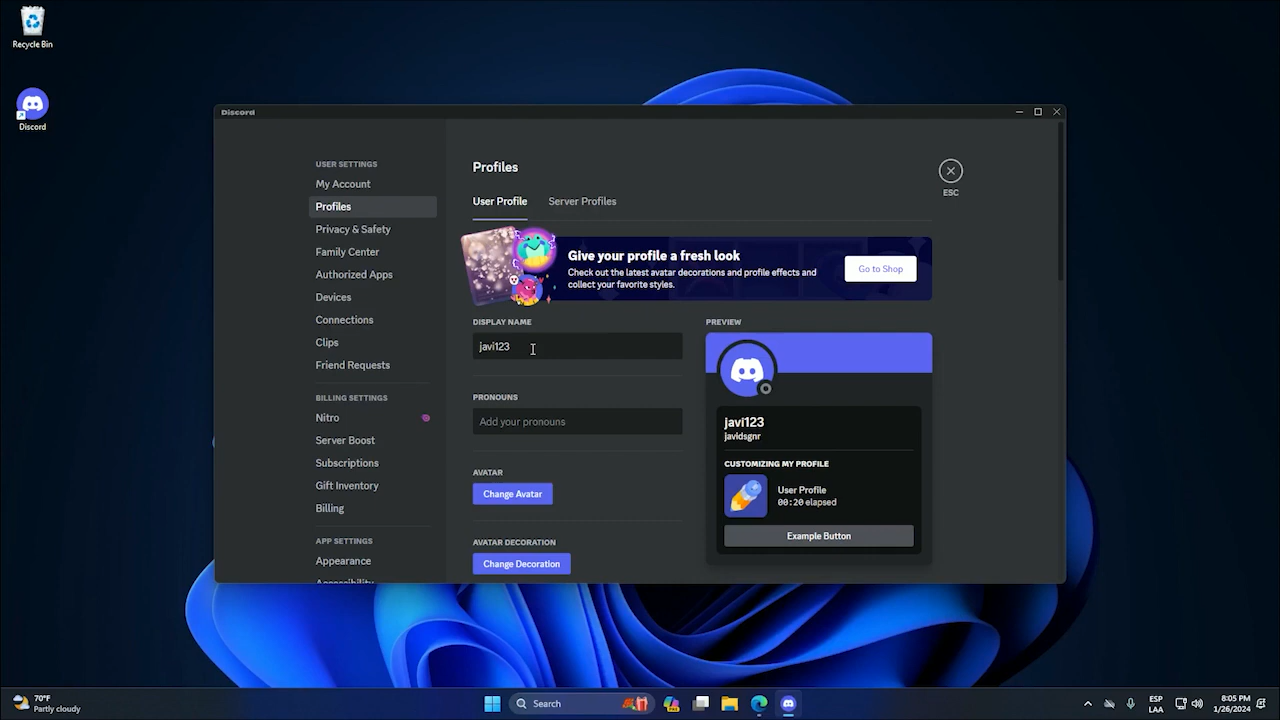 Recycle Bin
Discord
Discord
USER SETTINGS
My Account
Profiles
Privacy & Safety
Family Center
Authorized Apps
Devices
Connections
Clips
Friend Requests
BILLING SETTINGS
Nitro
Server Boost
Subscriptions
Gift Inventory
Billing
APP SETTINGS
Appearance
Accessibility
Profiles
ESC
User Profile Server Profiles
Give your profile a fresh look
Check out the latest avatar decorations and profile effects and
collect your favorite styles.
Go to Shop
DISPLAY NAME
javi123
PRONOUNS
Add your pronouns
AVATAR
Change Avatar
AVATAR DECORATION
Change Decoration
PREVIEW
javi123
javidsgnr
CUSTOMIZING MY PROFILE
User Profile
00:20 elapsed
Example Button
70°F
Partly cloudy
Search
ESP
LAA
8:05 PM
1/26/2024